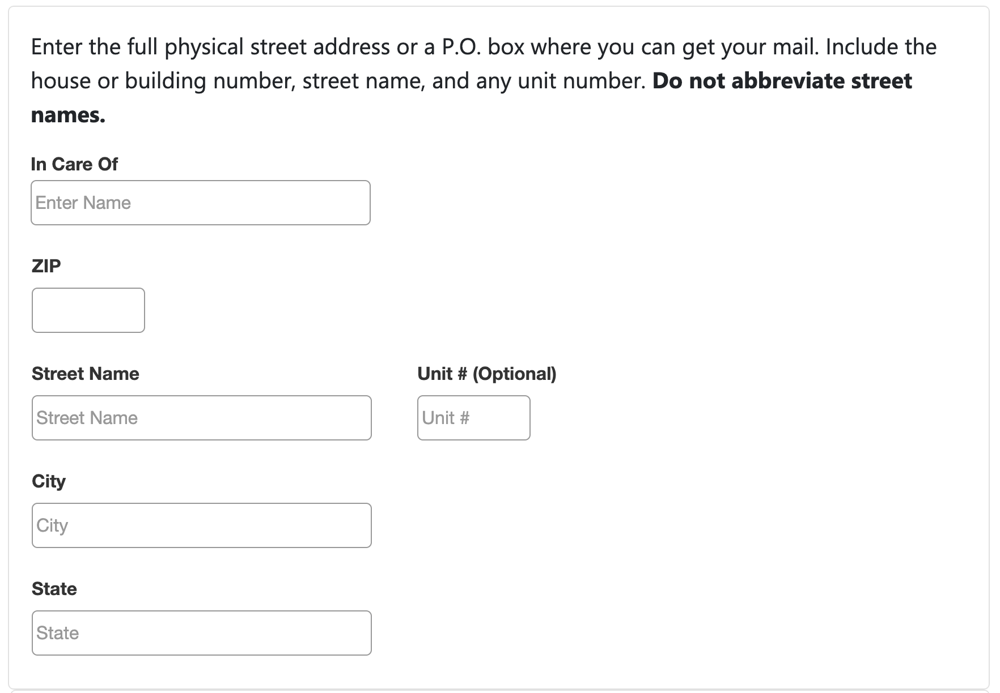 Enter the full physical street address or a P.O. box where you can get your mail. Include the
house or building number, street name, and any unit number. Do not abbreviate street
names.
In Care Of
Enter Name
ZIP
Street Name
Unit # (Optional)
Street Name
Unit #
City
City
State
State